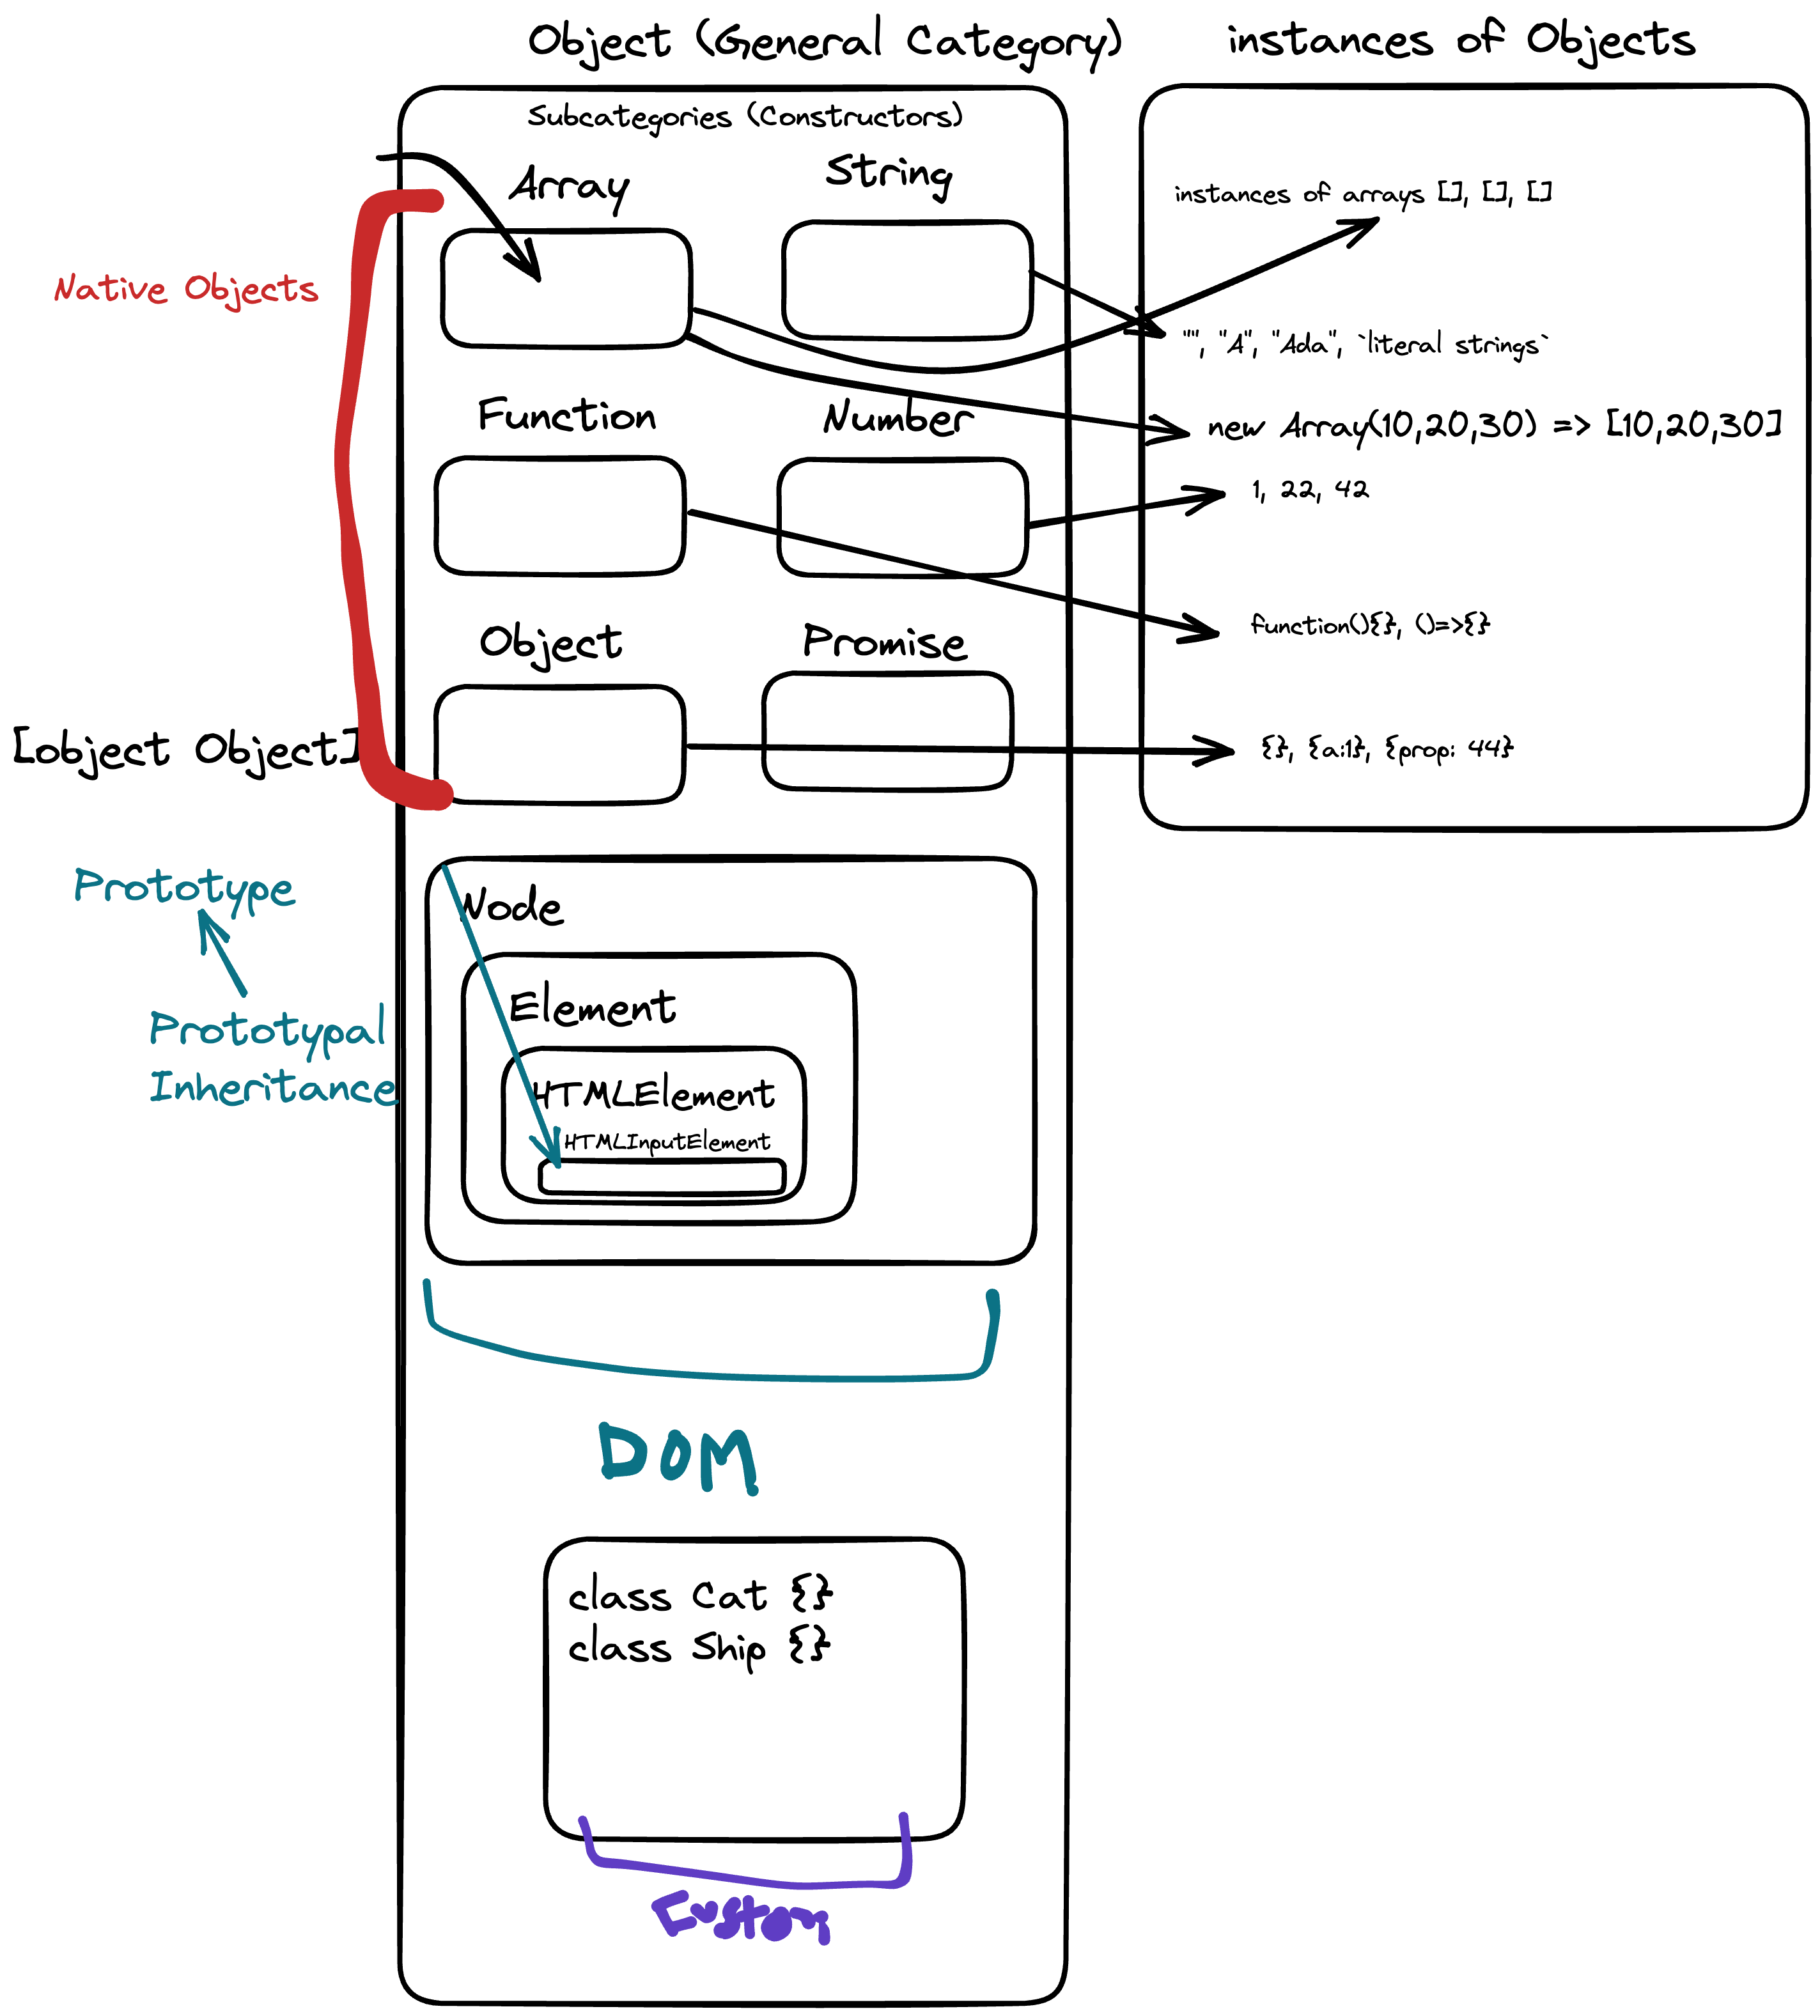 Object (General Category)
instances of Objects
Subcategories (Constructors)
Array
String
instances of arrays [], [], []
Native Objects
"", "A", "Ada", `literal strings`
Function
Number
new Array(10,20,30) => [10,20,30]
1, 22, 42
function(){}, ()=>{}
Object
Promise
[object Object]
{}, {a:1}, {prop: 44}
Prototype
Node
Element
Prototypal
Inheritance
HTMLElement
HTMLInputElement
DOM
class Cat {}
class Ship {}
Custom